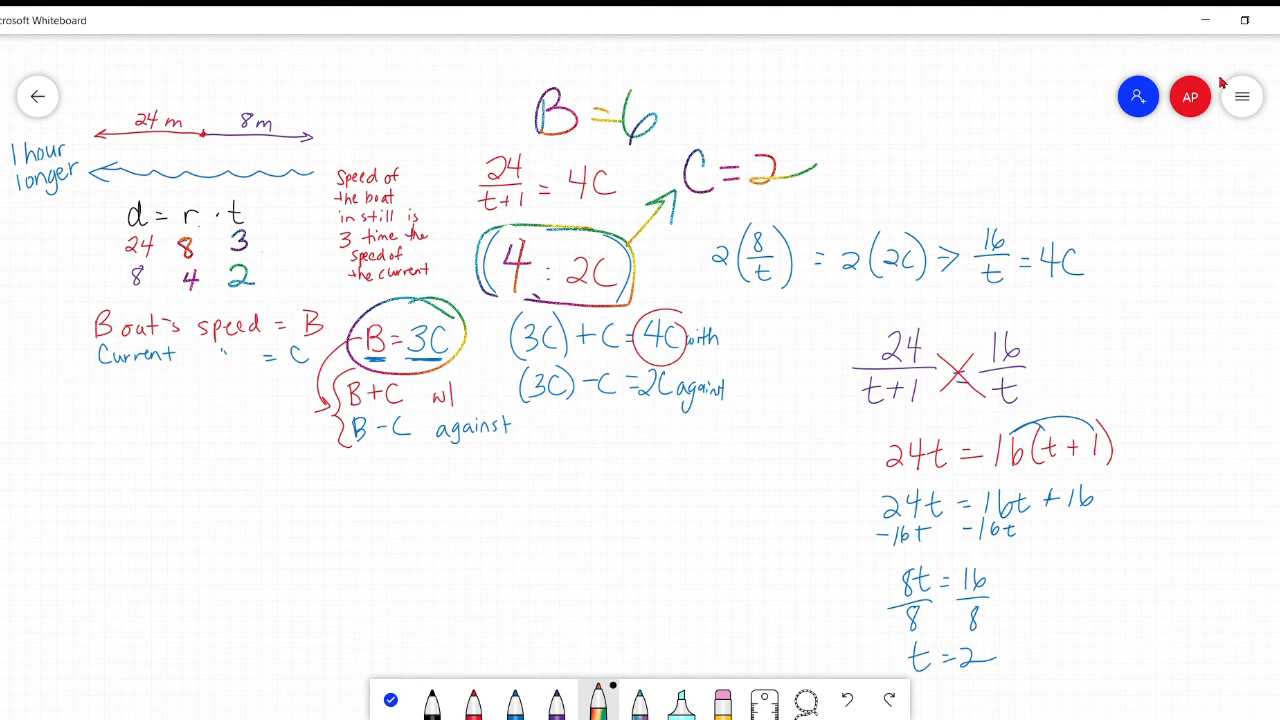 crosoft Whiteboard
AP
24 m 8 m
1 hour
longer
d = r · t
24 8 3
8 4 2
Speed of
the boat
in still is
3 time the
speed of
the current
Boat's speed = B
Current " = C
B = 3C
B + C w/
B - C against
B = 6
24/(t+1) = 4C
C = 2
4 = 2C
(3C) + C = 4C with
(3C) - C = 2C against
2(8/t) = 2(2C) => 16/t = 4C
24/(t+1) = 16/t
24t = 16(t + 1)
24t = 16t + 16
-16t -16t
8t = 16
8 8
t = 2